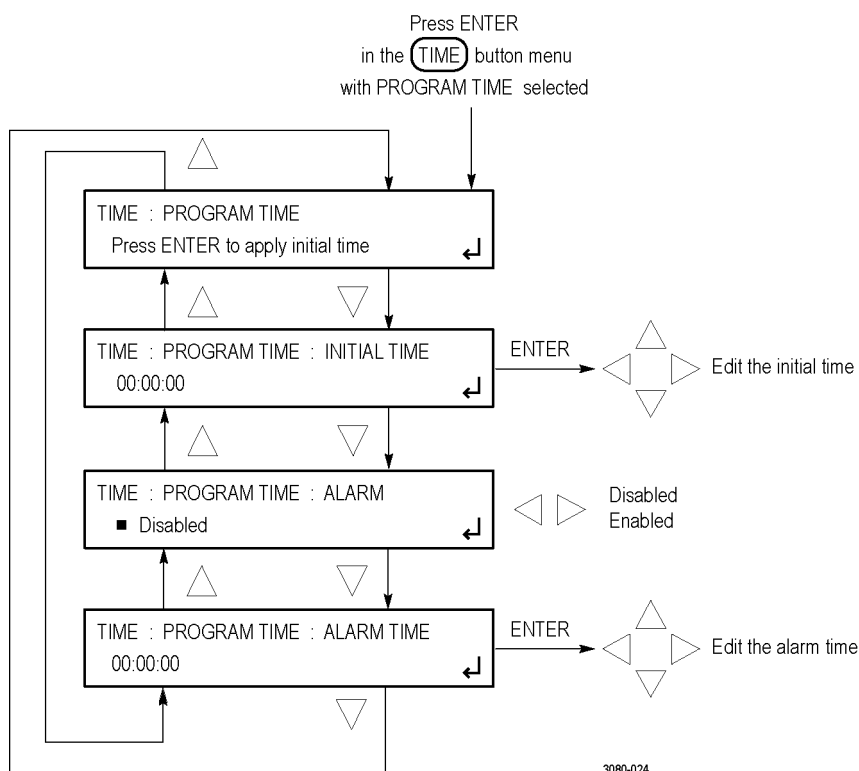 Press ENTER
in the TIME button menu
with PROGRAM TIME selected
TIME : PROGRAM TIME
Press ENTER to apply initial time
TIME : PROGRAM TIME : INITIAL TIME
00:00:00
ENTER
Edit the initial time
TIME : PROGRAM TIME : ALARM
Disabled
Disabled
Enabled
TIME : PROGRAM TIME : ALARM TIME
00:00:00
ENTER
Edit the alarm time
3080-024